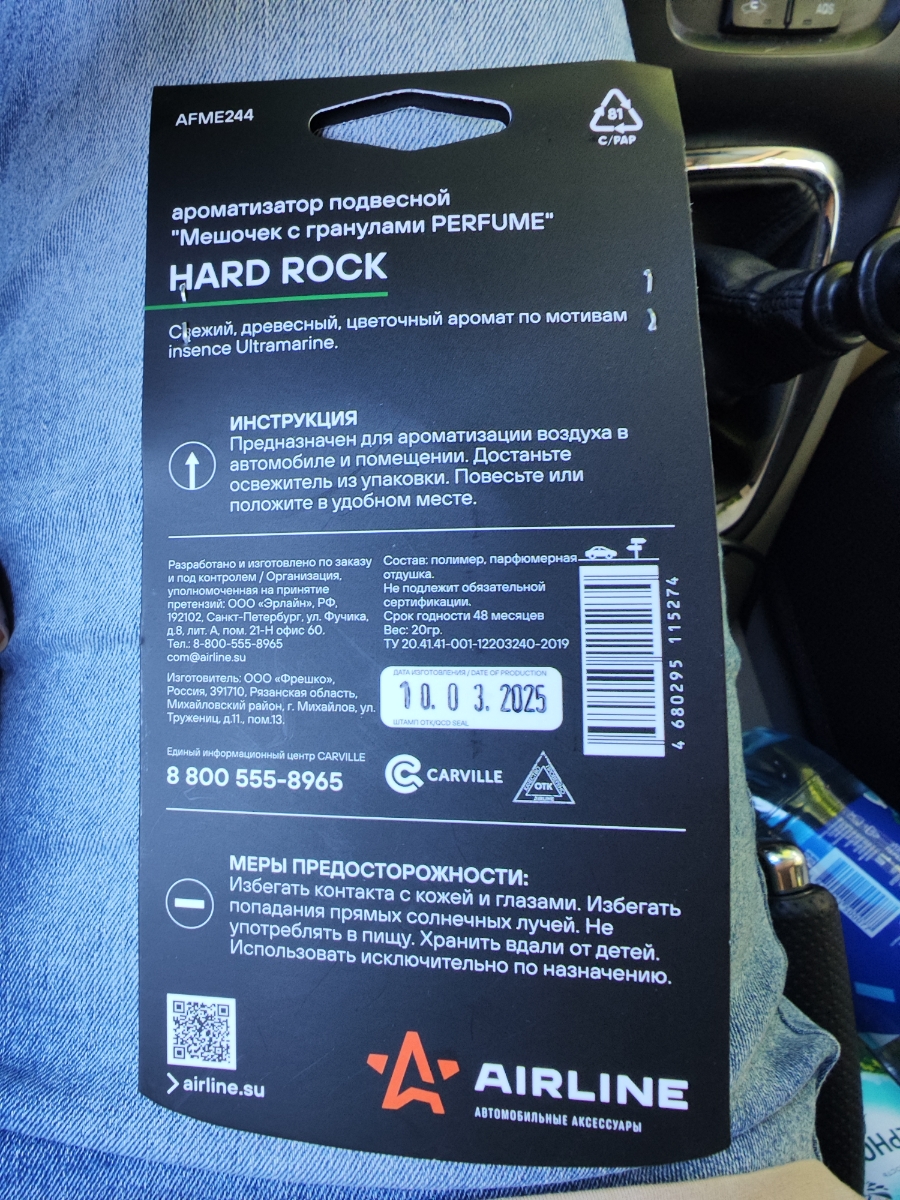 AQS
AFME244
81
C/PAP
ароматизатор подвесной
"Мешочек с гранулами PERFUME"
HARD ROCK
Свежий, древесный, цветочный аромат по мотивам
insence Ultramarine.
ИНСТРУКЦИЯ
Предназначен для ароматизации воздуха в
автомобиле и помещении. Достаньте
освежитель из упаковки. Повесьте или
положите в удобном месте.
Разработано и изготовлено по заказу
и под контролем / Организация,
уполномоченная на принятие
претензий: ООО «Эрлайн», РФ,
192102, Санкт-Петербург, ул. Фучика,
д.8, лит. А, пом. 21-Н офис 60.
Тел.: 8-800-555-8965
com@airline.su
Изготовитель: ООО «Фрешко»,
Россия, 391710, Рязанская область,
Михайловский район, г. Михайлов, ул.
Тружениц, д.11, пом.13.
Состав: полимер, парфюмерная
отдушка.
Не подлежит обязательной
сертификации.
Срок годности 48 месяцев
Вес: 20гр.
ТУ 20.41.41-001-12203240-2019
ДАТА ИЗГОТОВЛЕНИЯ / DATE OF PRODUCTION
10.03.2025
ШТАМП ОТК/QCD SEAL
4 680295 115274
Единый информационный центр CARVILLE
8 800 555-8965
CARVILLE
ОТК
AIRLINE
МЕРЫ ПРЕДОСТОРОЖНОСТИ:
Избегать контакта с кожей и глазами. Избегать
попадания прямых солнечных лучей. Не
употреблять в пищу. Хранить вдали от детей.
Использовать исключительно по назначению.
airline.su
AIRLINE
АВТОМОБИЛЬНЫЕ АКСЕССУАРЫ